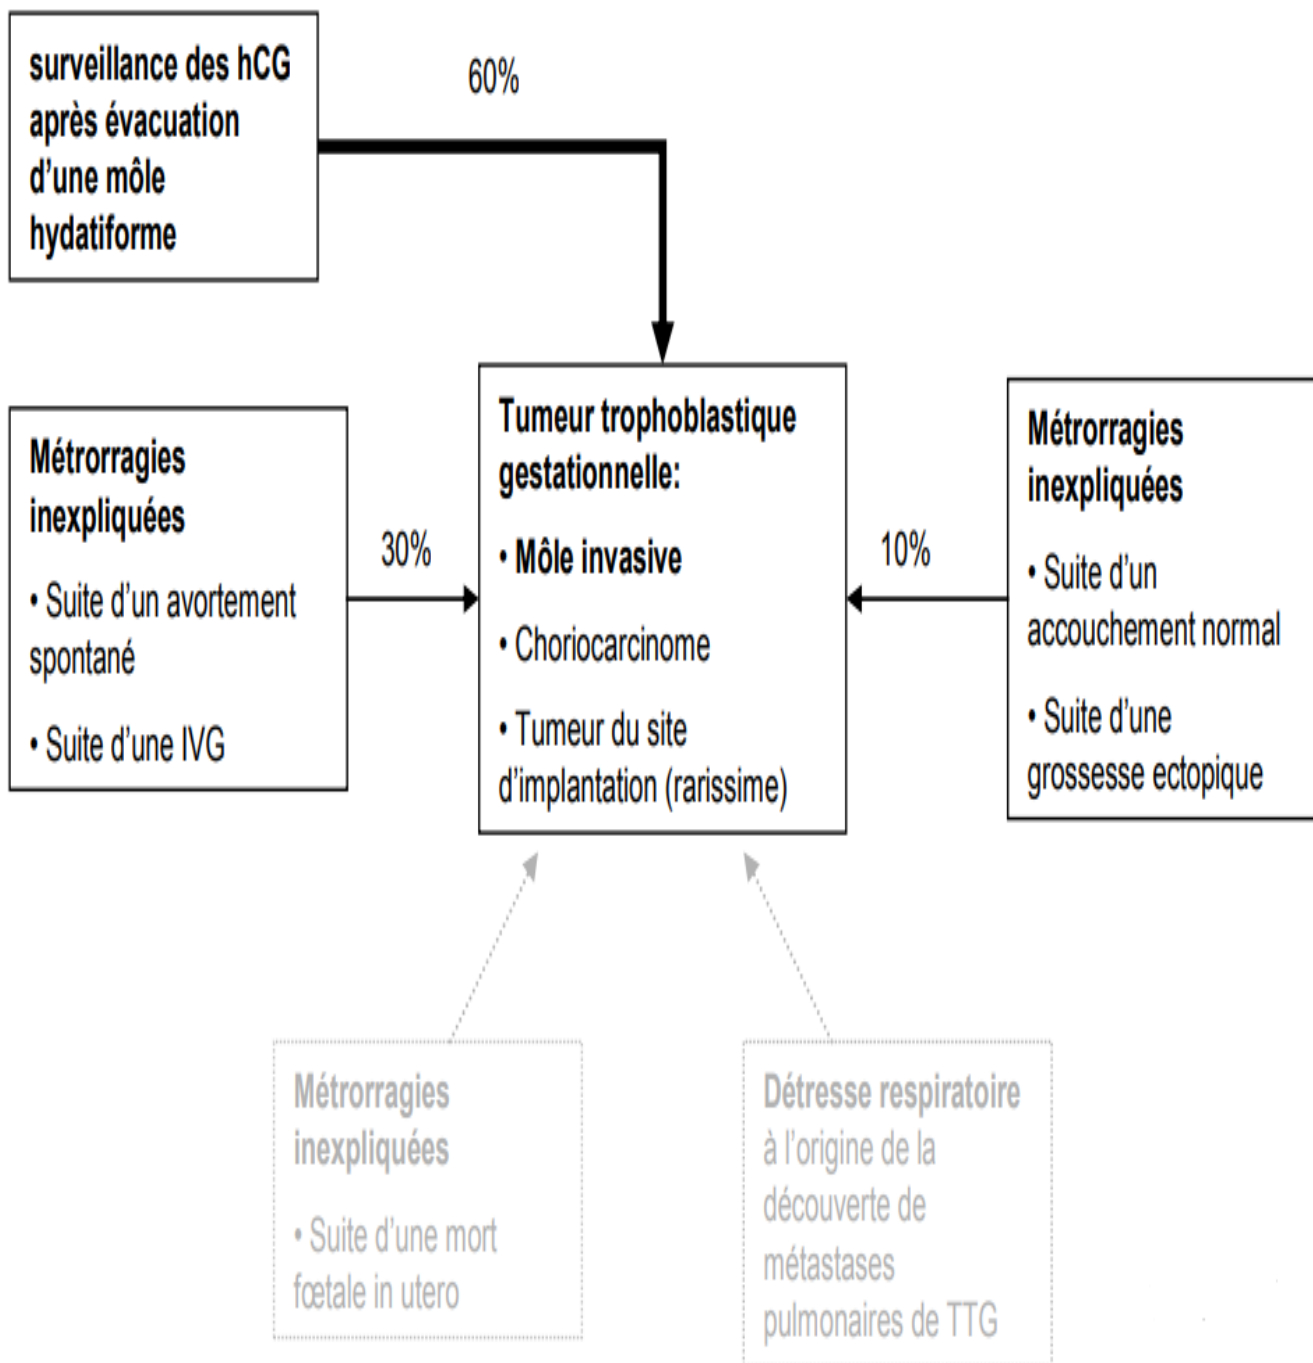 surveillance des hCG
après évacuation
d'une môle
hydatiforme
60%
Métrorragies
inexpliquées
• Suite d'un avortement
spontané
• Suite d'une IVG
30%
Tumeur trophoblastique
gestationnelle:
• Môle invasive
• Choriocarcinome
• Tumeur du site
d'implantation (rarissime)
10%
Métrorragies
inexpliquées
• Suite d'un
accouchement normal
• Suite d'une
grossesse ectopique
Métrorragies
inexpliquées
• Suite d'une mort
fœtale in utero
Détresse respiratoire
à l'origine de la
découverte de
métastases
pulmonaires de TTG